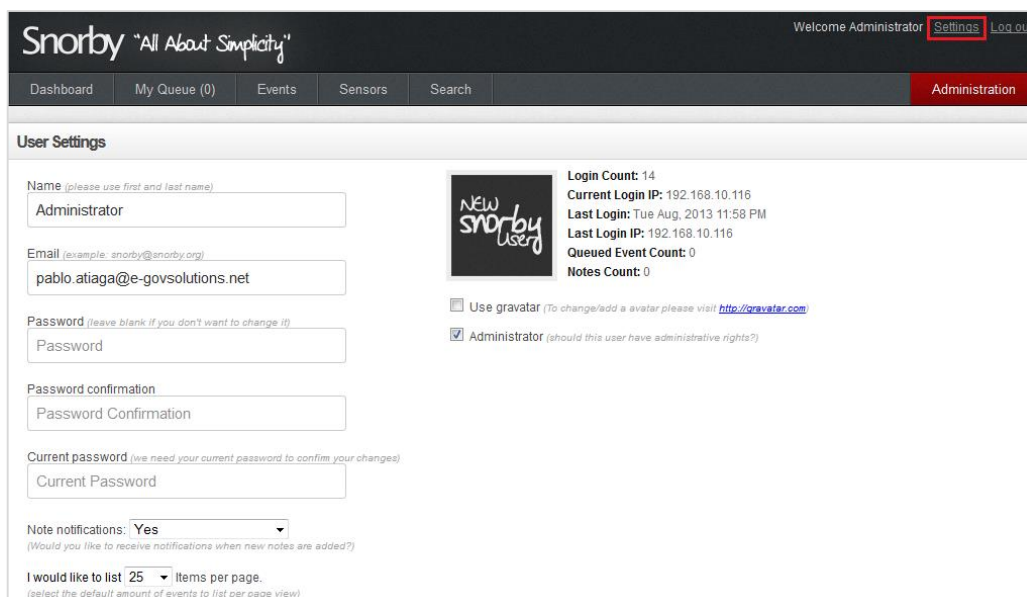 Snorby "All About Simplicity"
Welcome Administrator Settings Log ou
Dashboard My Queue (0) Events Sensors Search Administration
User Settings
Name (please use first and last name)
Administrator
Email (example: snorby@snorby.org)
pablo.atiaga@e-govsolutions.net
Password (leave blank if you don't want to change it)
Password
Password confirmation
Password Confirmation
Current password (we need your current password to confim your changes)
Current Password
Note notifications: Yes
(Would you like to receive notifications when new notes are added?)
I would like to list 25 Items per page.
(select the default amount of events to list per page view)
NEW
snorby
User
Login Count: 14
Current Login IP: 192.168.10.116
Last Login: Tue Aug, 2013 11:58 PM
Last Login IP: 192.168.10.116
Queued Event Count: 0
Notes Count: 0
Use gravatar (To change/add a avatar please visit http://gravatar.com)
Administrator (should this user have administrative rights?)